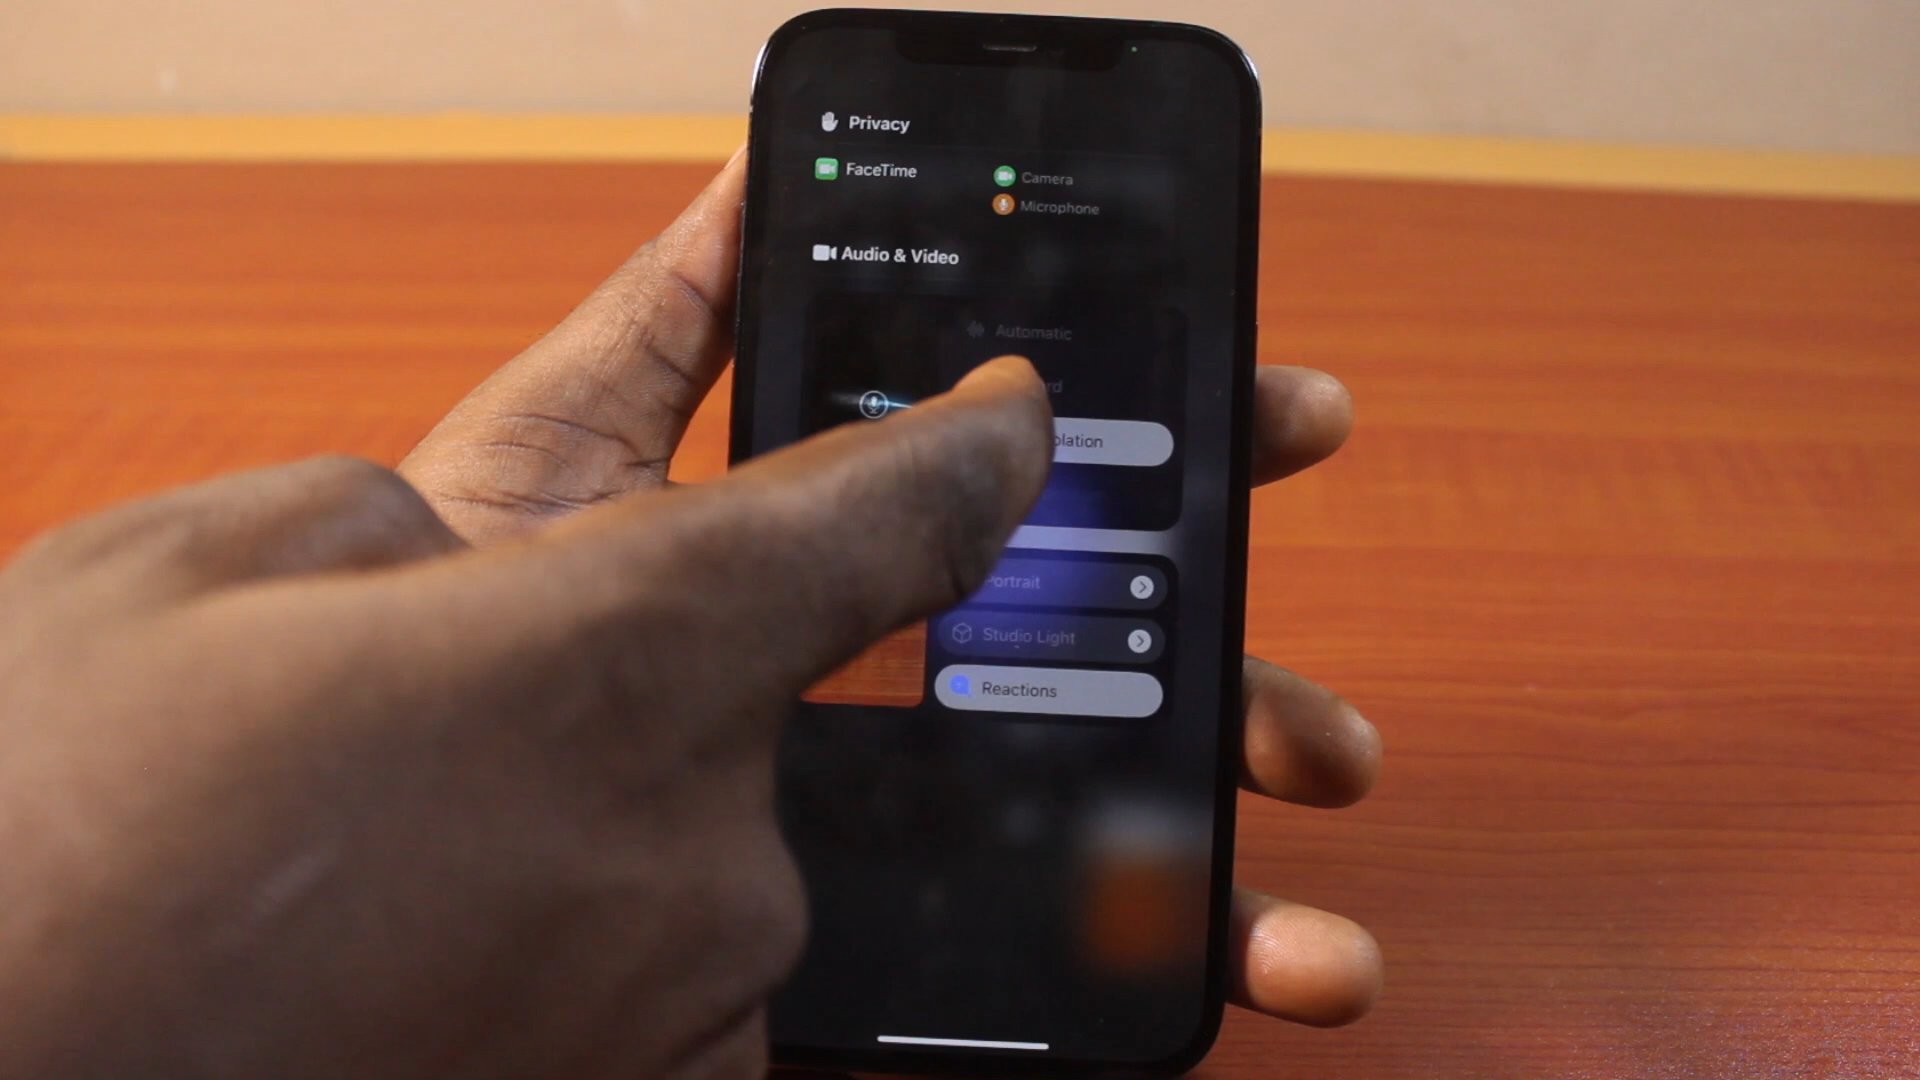 Privacy
FaceTime
Camera
Microphone
Audio & Video
Automatic
Portrait
Studio Light
Reactions